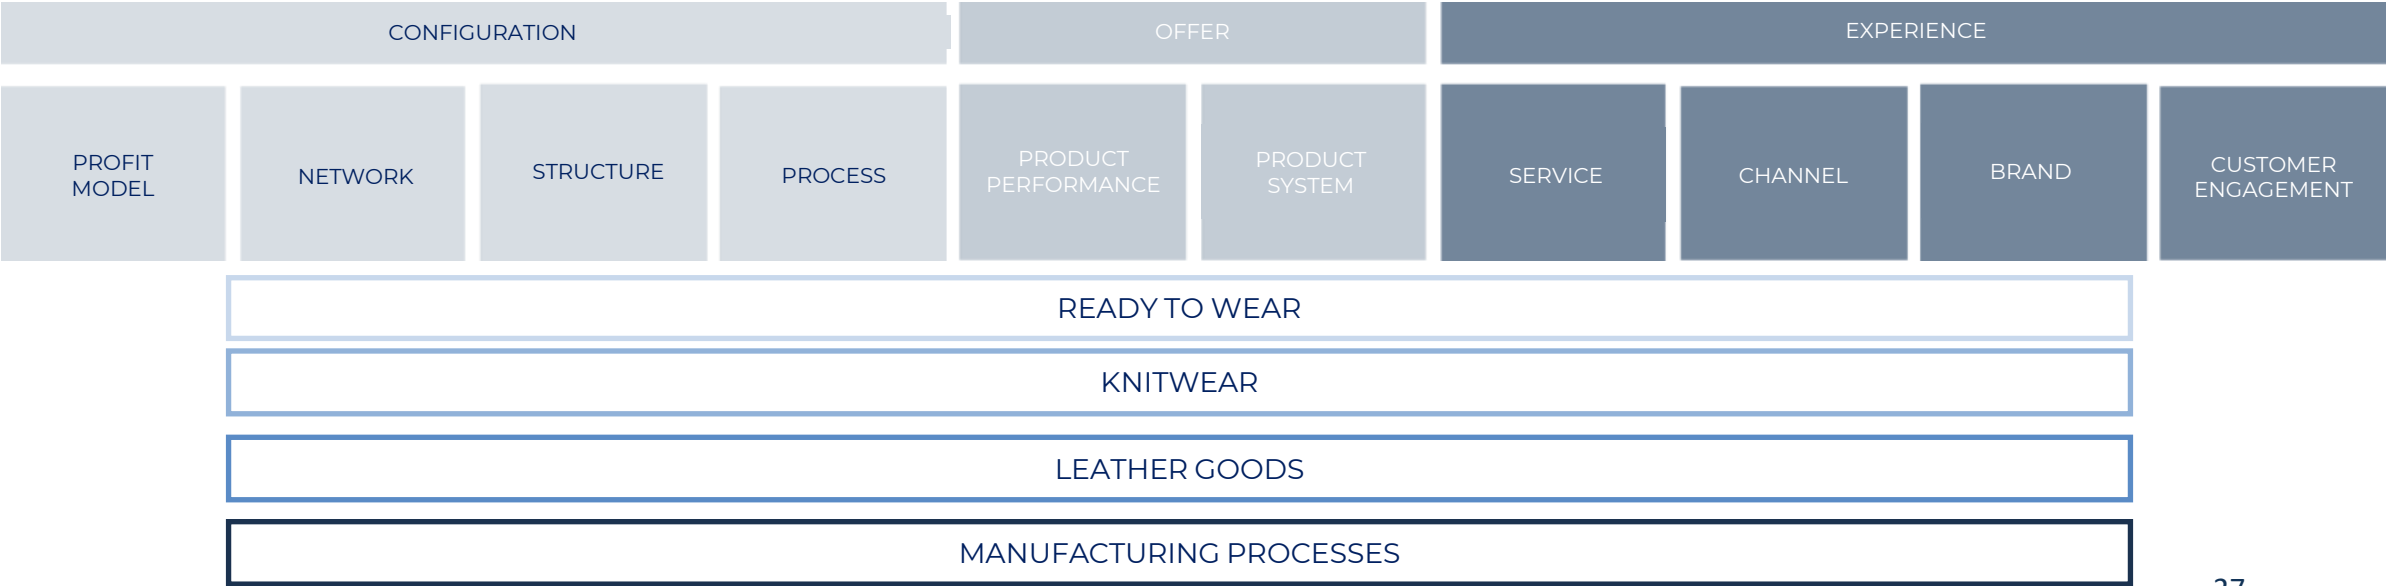 CONFIGURATION
OFFER
EXPERIENCE
PROFIT
MODEL
NETWORK
STRUCTURE
PROCESS
PRODUCT
PERFORMANCE
PRODUCT
SYSTEM
SERVICE
CHANNEL
BRAND
CUSTOMER
ENGAGEMENT
READY TO WEAR
KNITWEAR
LEATHER GOODS
MANUFACTURING PROCESSES